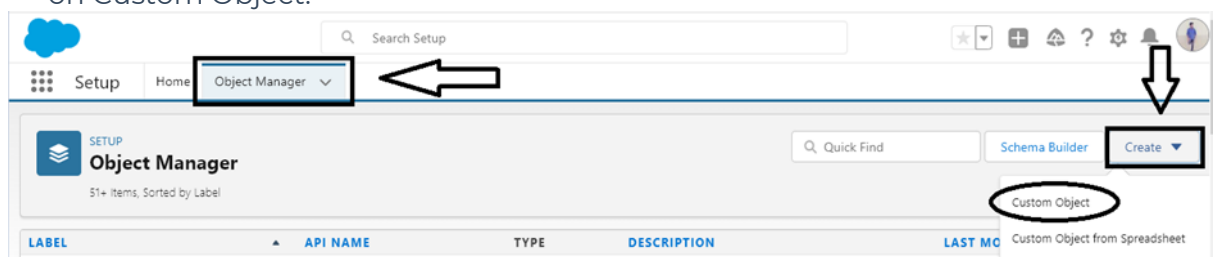 on Custom Object.
Search Setup
Setup Home Object Manager
SETUP
Object Manager
51+ Items, Sorted by Label
Quick Find
Schema Builder
Create
Custom Object
Custom Object from Spreadsheet
LABEL API NAME TYPE DESCRIPTION LAST MO